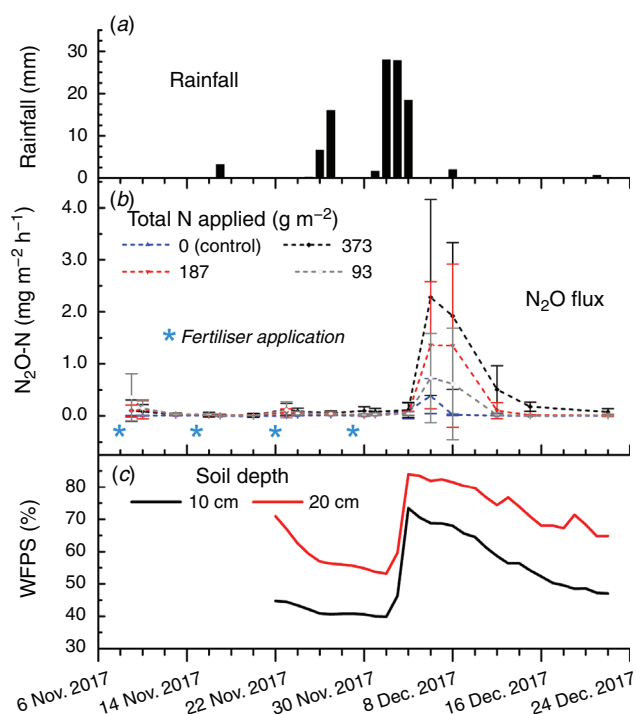 (a)
30
20
10
0
Rainfall (mm)
Rainfall
(b)
Total N applied (g m⁻²)
0 (control)
373
187
93
N₂O flux
* Fertiliser application
4.0
3.0
2.0
1.0
0.0
N₂O-N (mg m⁻² h⁻¹)
(c)
Soil depth
10 cm
20 cm
80
70
60
50
40
30
WFPS (%)
6 Nov. 2017
14 Nov. 2017
22 Nov. 2017
30 Nov. 2017
8 Dec. 2017
16 Dec. 2017
24 Dec. 2017